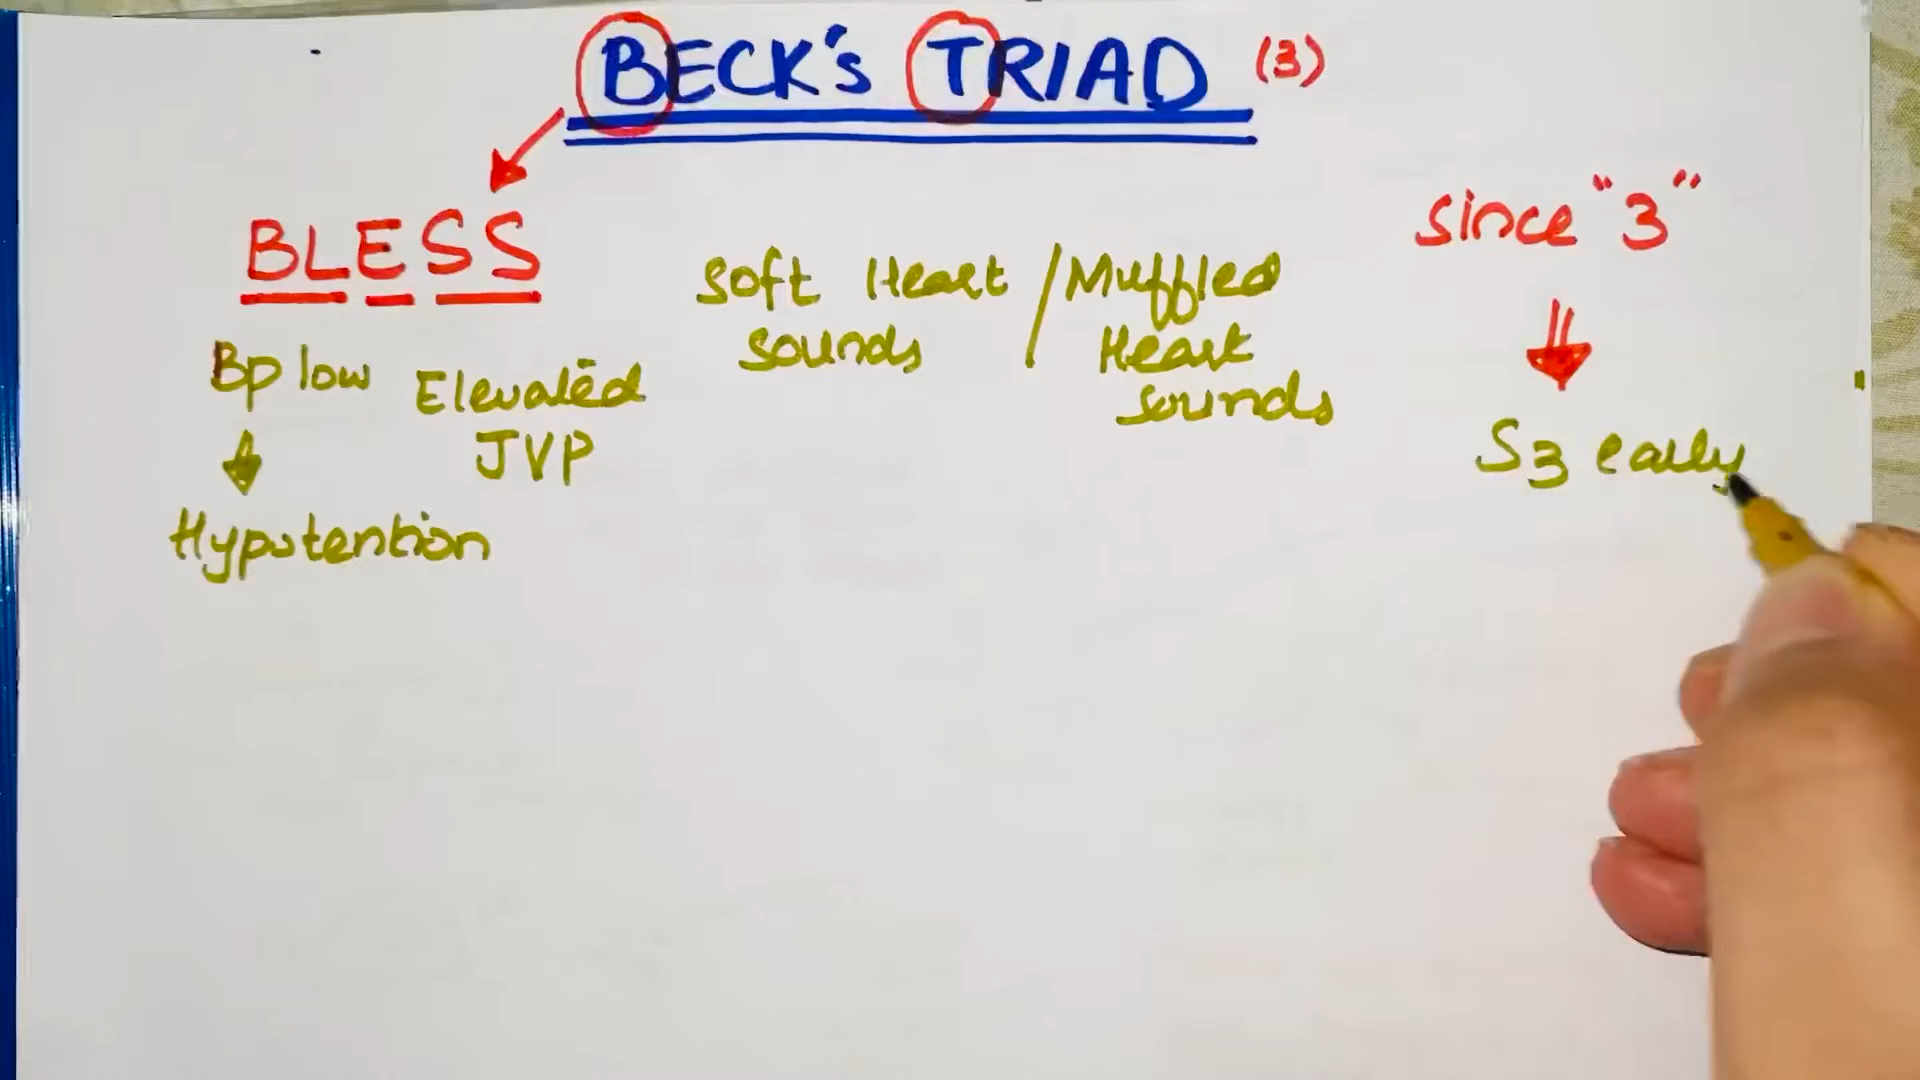 BECK's TRIAD (3)
BLESS
Bp low
Hypotention
Elevated
JVP
Soft Heart
Sounds
/
Muffled
Heart
sounds
since "3"
S3 early